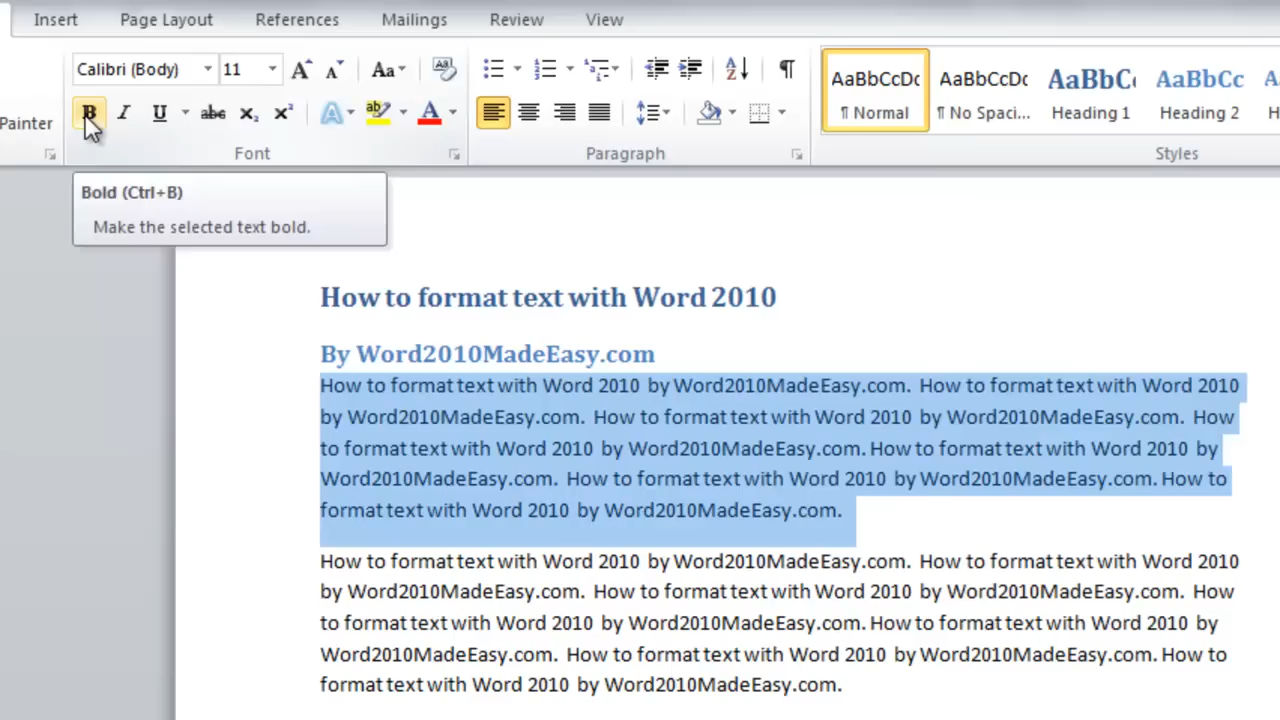 Insert Page Layout References Mailings Review View
Calibri (Body) 11 Aa
AaBbCcDc AaBbCcDc AaBbC AaBbCc
B I U abc X₂ X² A ab A
¶ Normal ¶ No Spaci... Heading 1 Heading 2 H
Painter
Font Paragraph Styles
Bold (Ctrl+B)
Make the selected text bold.
How to format text with Word 2010
By Word2010MadeEasy.com
How to format text with Word 2010 by Word2010MadeEasy.com. How to format text with Word 2010
by Word2010MadeEasy.com. How to format text with Word 2010 by Word2010MadeEasy.com. How
to format text with Word 2010 by Word2010MadeEasy.com. How to format text with Word 2010 by
Word2010MadeEasy.com. How to format text with Word 2010 by Word2010MadeEasy.com. How to
format text with Word 2010 by Word2010MadeEasy.com.
How to format text with Word 2010 by Word2010MadeEasy.com. How to format text with Word 2010
by Word2010MadeEasy.com. How to format text with Word 2010 by Word2010MadeEasy.com. How
to format text with Word 2010 by Word2010MadeEasy.com. How to format text with Word 2010 by
Word2010MadeEasy.com. How to format text with Word 2010 by Word2010MadeEasy.com. How to
format text with Word 2010 by Word2010MadeEasy.com.